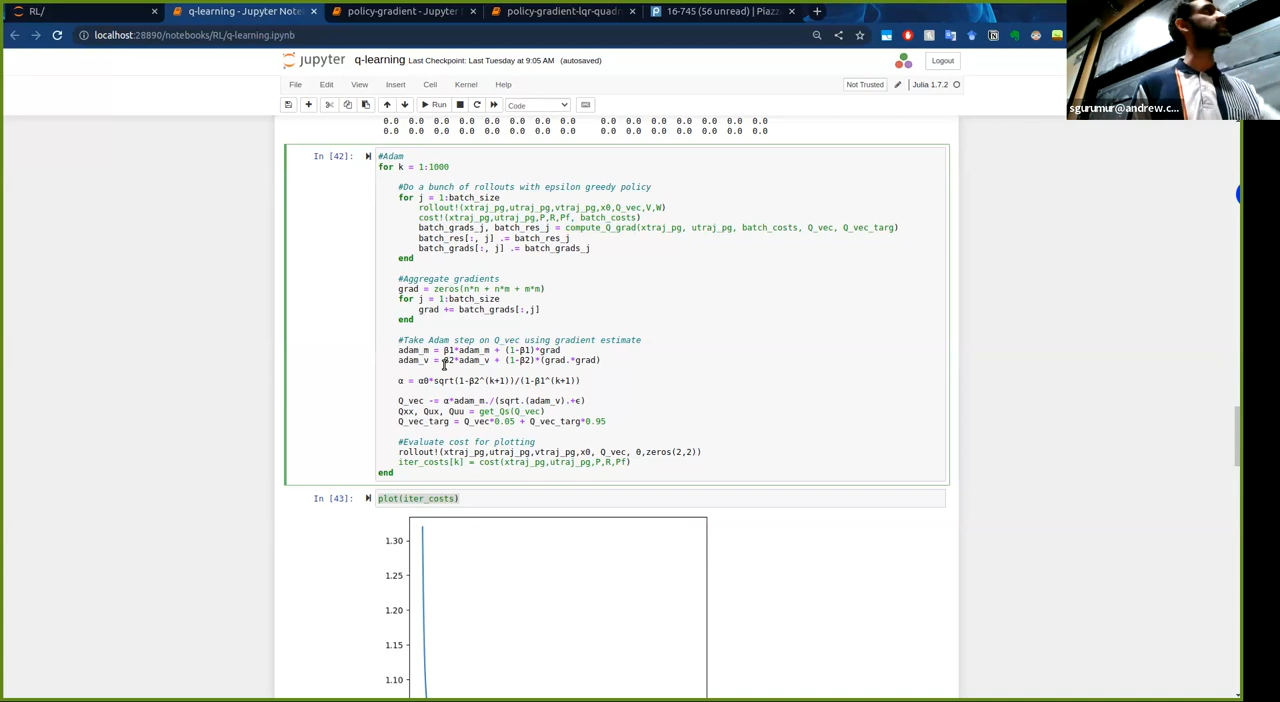 RL/
q-learning - Jupyter Note
policy-gradient - Jupyter N
policy-gradient-lqr-quadr
16-745 (56 unread) | Piazz
localhost:28890/notebooks/RL/q-learning.ipynb
jupyter q-learning Last Checkpoint: Last Tuesday at 9:05 AM (autosaved)
Logout
File Edit View Insert Cell Kernel Help
Not Trusted
Julia 1.7.2
Run
Code
sgurumur@andrew.c...
0.0 0.0 0.0 0.0 0.0 0.0 0.0 0.0 0.0 0.0 0.0 0.0 0.0 0.0 0.0 0.0
0.0 0.0 0.0 0.0 0.0 0.0 0.0 0.0 0.0 0.0 0.0 0.0 0.0 0.0 0.0 0.0
In [42]:
#Adam
for k = 1:1000
#Do a bunch of rollouts with epsilon greedy policy
for j = 1:batch_size
rollout!(xtraj_pg,utraj_pg,vtraj_pg,x0,Q_vec,V,W)
cost!(xtraj_pg,utraj_pg,P,R,Pf, batch_costs)
batch_grads_j, batch_res_j = compute_Q_grad(xtraj_pg, utraj_pg, batch_costs, Q_vec, Q_vec_targ)
batch_res[:, j] .= batch_res_j
batch_grads[:, j] .= batch_grads_j
end
#Aggregate gradients
grad = zeros(n*n + n*m + m*m)
for j = 1:batch_size
grad += batch_grads[:,j]
end
#Take Adam step on Q_vec using gradient estimate
adam_m = β1*adam_m + (1-β1)*grad
adam_v = β2*adam_v + (1-β2)*(grad.*grad)
α = α0*sqrt(1-β2^(k+1))/(1-β1^(k+1))
Q_vec -= α*adam_m./(sqrt.(adam_v).+ϵ)
Qxx, Qux, Quu = get_Qs(Q_vec)
Q_vec_targ = Q_vec*0.05 + Q_vec_targ*0.95
#Evaluate cost for plotting
rollout!(xtraj_pg,utraj_pg,vtraj_pg,x0, Q_vec, 0,zeros(2,2))
iter_costs[k] = cost(xtraj_pg,utraj_pg,P,R,Pf)
end
In [43]:
plot(iter_costs)
1.30
1.25
1.20
1.15
1.10